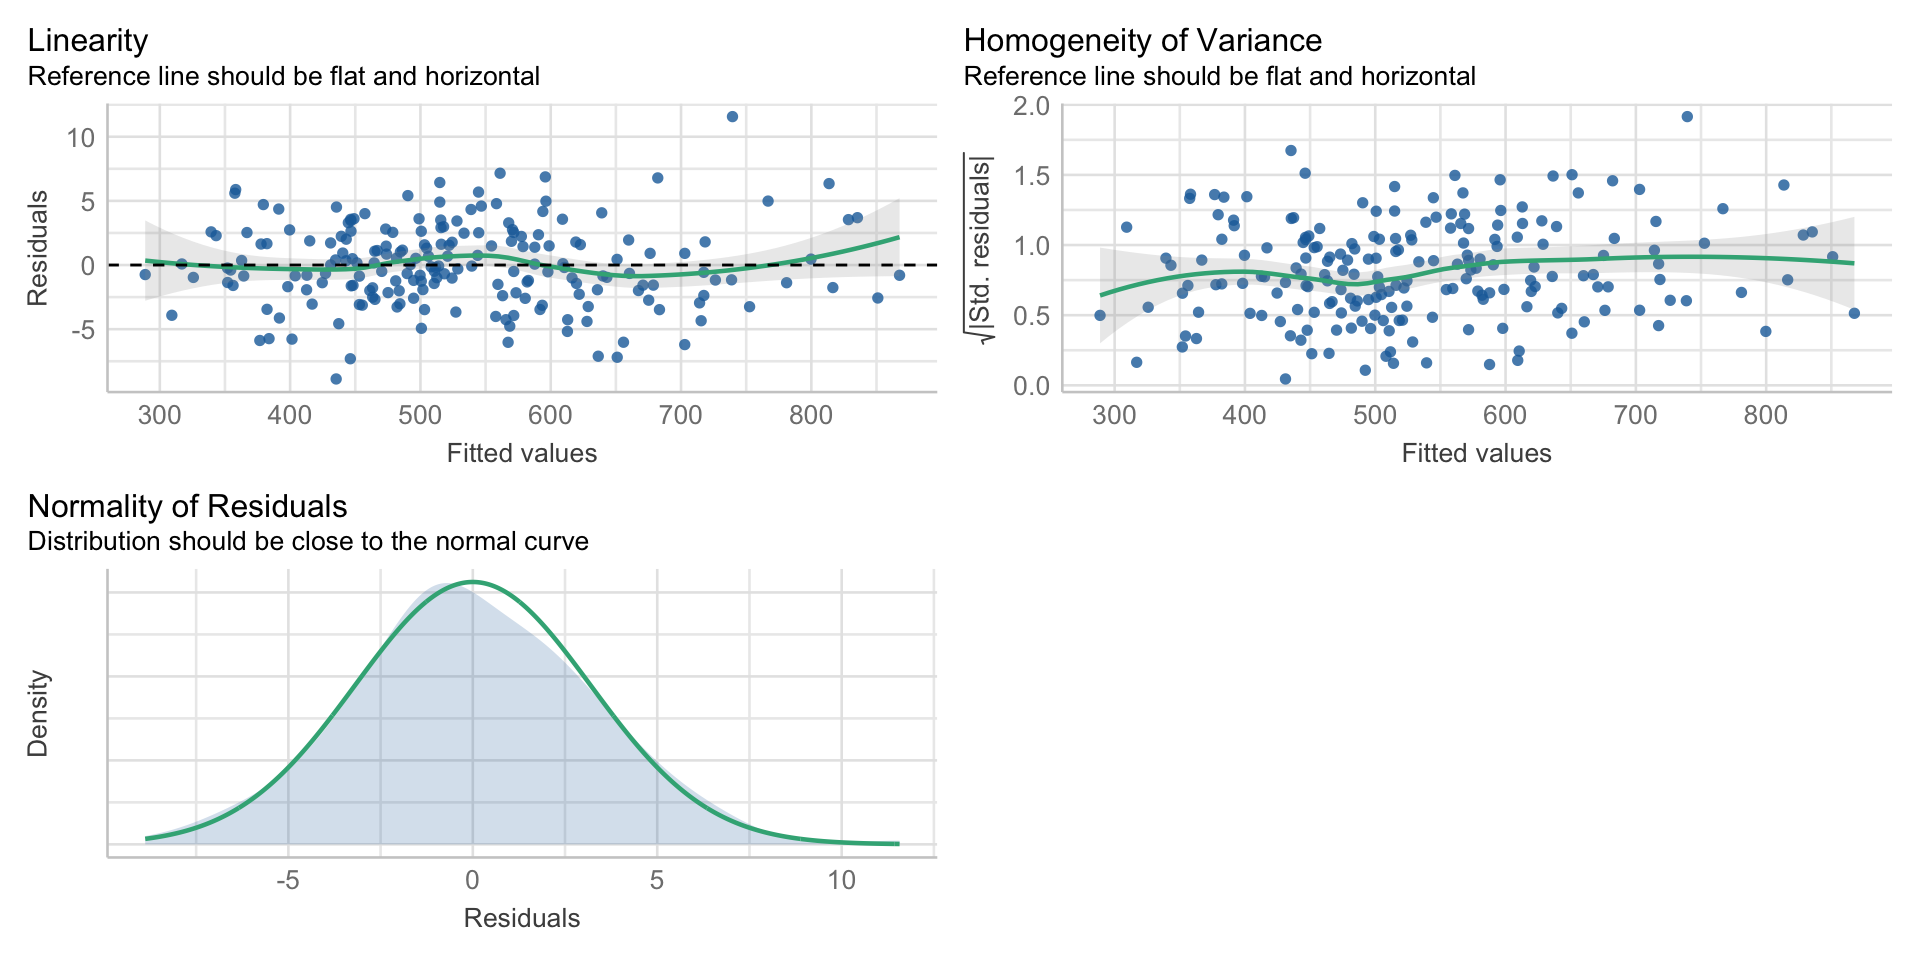 Linearity
Reference line should be flat and horizontal
10
5
0
-5
Residuals
300 400 500 600 700 800
Fitted values
Homogeneity of Variance
Reference line should be flat and horizontal
2.0
1.5
1.0
0.5
0.0
√|Std. residuals|
300 400 500 600 700 800
Fitted values
Normality of Residuals
Distribution should be close to the normal curve
Density
-5 0 5 10
Residuals